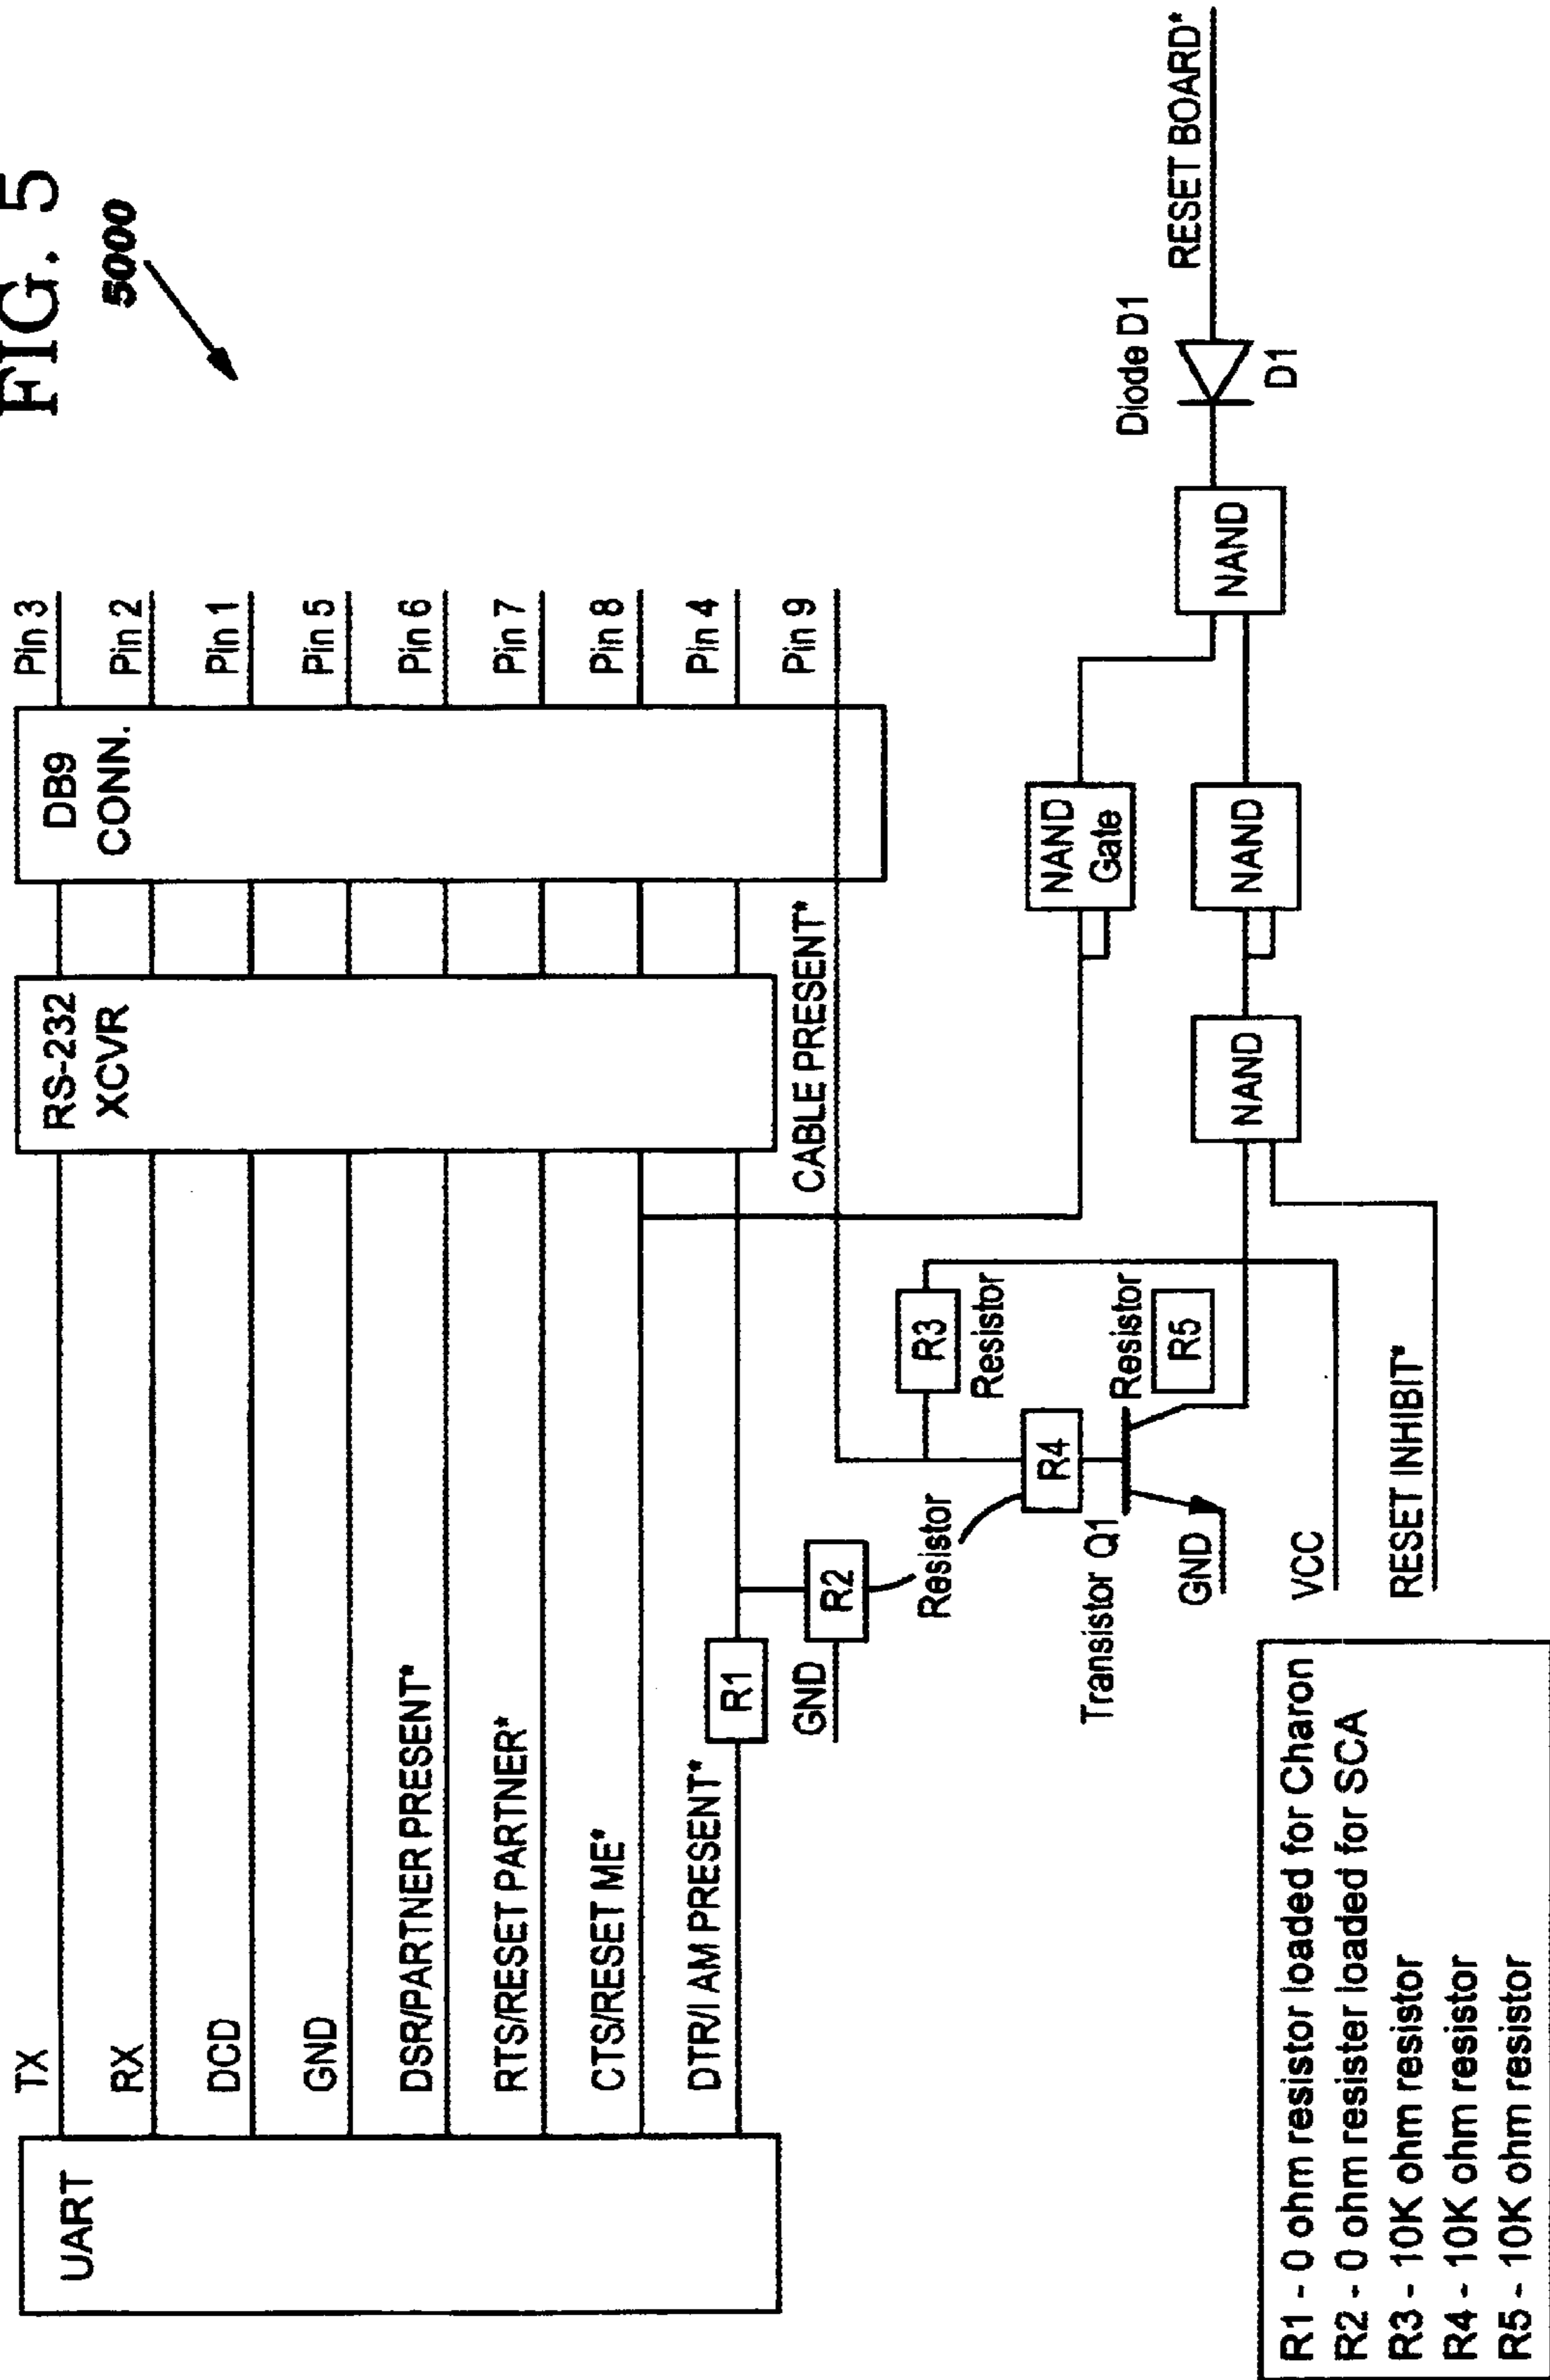 FIG. 5
5000
UART
TX
RX
DCD
GND
DSR/PARTNER PRESENT*
RTS/RESET PARTNER*
CTS/RESET ME*
DTR/I AM PRESENT*
R1
GND
R2
Resistor
RS-232
XCVR
DB9
CONN.
Pin 3
Pin 2
Pin 1
Pin 5
Pin 6
Pin 7
Pin 8
Pin 4
Pin 9
CABLE PRESENT*
R3
Resistor
R4
Transistor Q1
Resistor
R5
GND
VCC
RESET INHIBIT*
NAND
Gate
NAND
NAND
NAND
Diode D1
D1
RESET BOARD*
R1 - 0 ohm resistor loaded for Charon
R2 - 0 ohm resister loaded for SCA
R3 - 10K ohm resistor
R4 - 10K ohm resistor
R5 - 10K ohm resistor